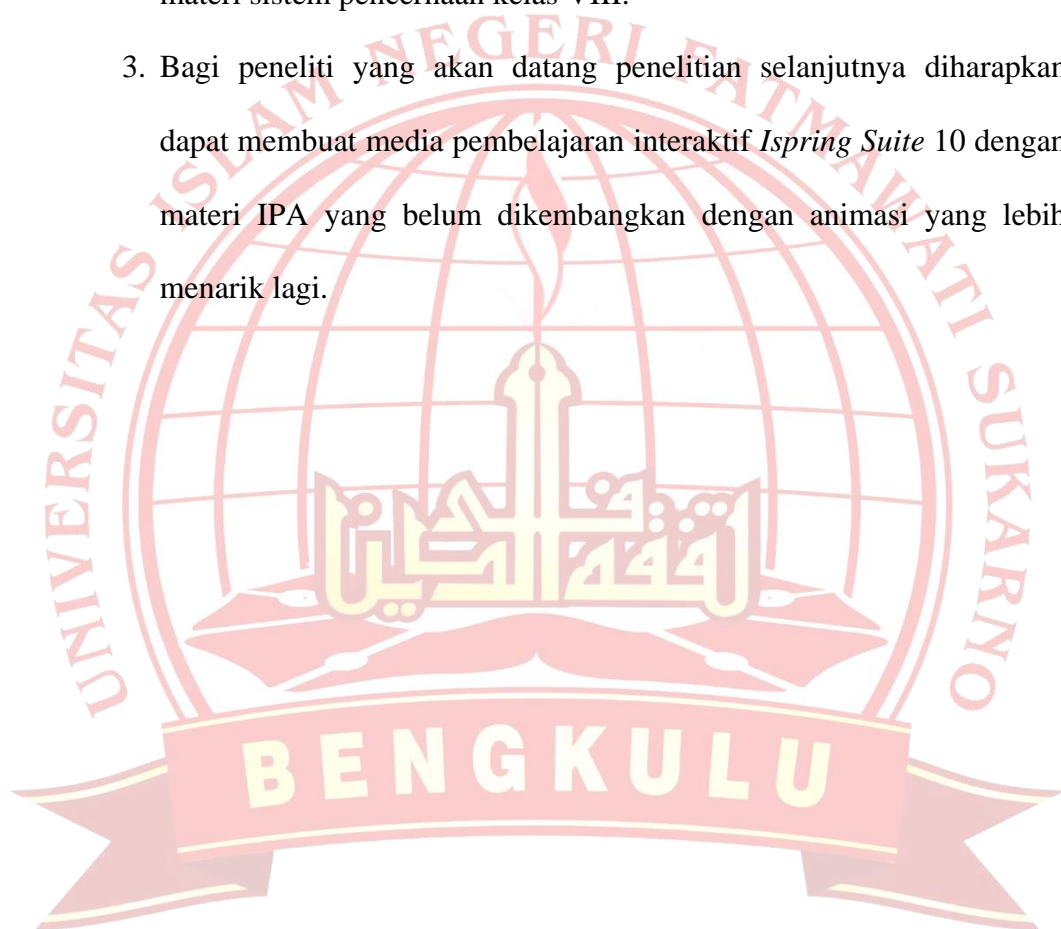 materi sistem pencernaan kelas VIII.
3. Bagi peneliti yang akan datang penelitian selanjutnya diharapkan
dapat membuat media pembelajaran interaktif Ispring Suite 10 dengan
materi IPA yang belum dikembangkan dengan animasi yang lebih
menarik lagi.
UNIVERSITAS ISLAM NEGERI FATMAWATI SUKARNO
BENGKULU